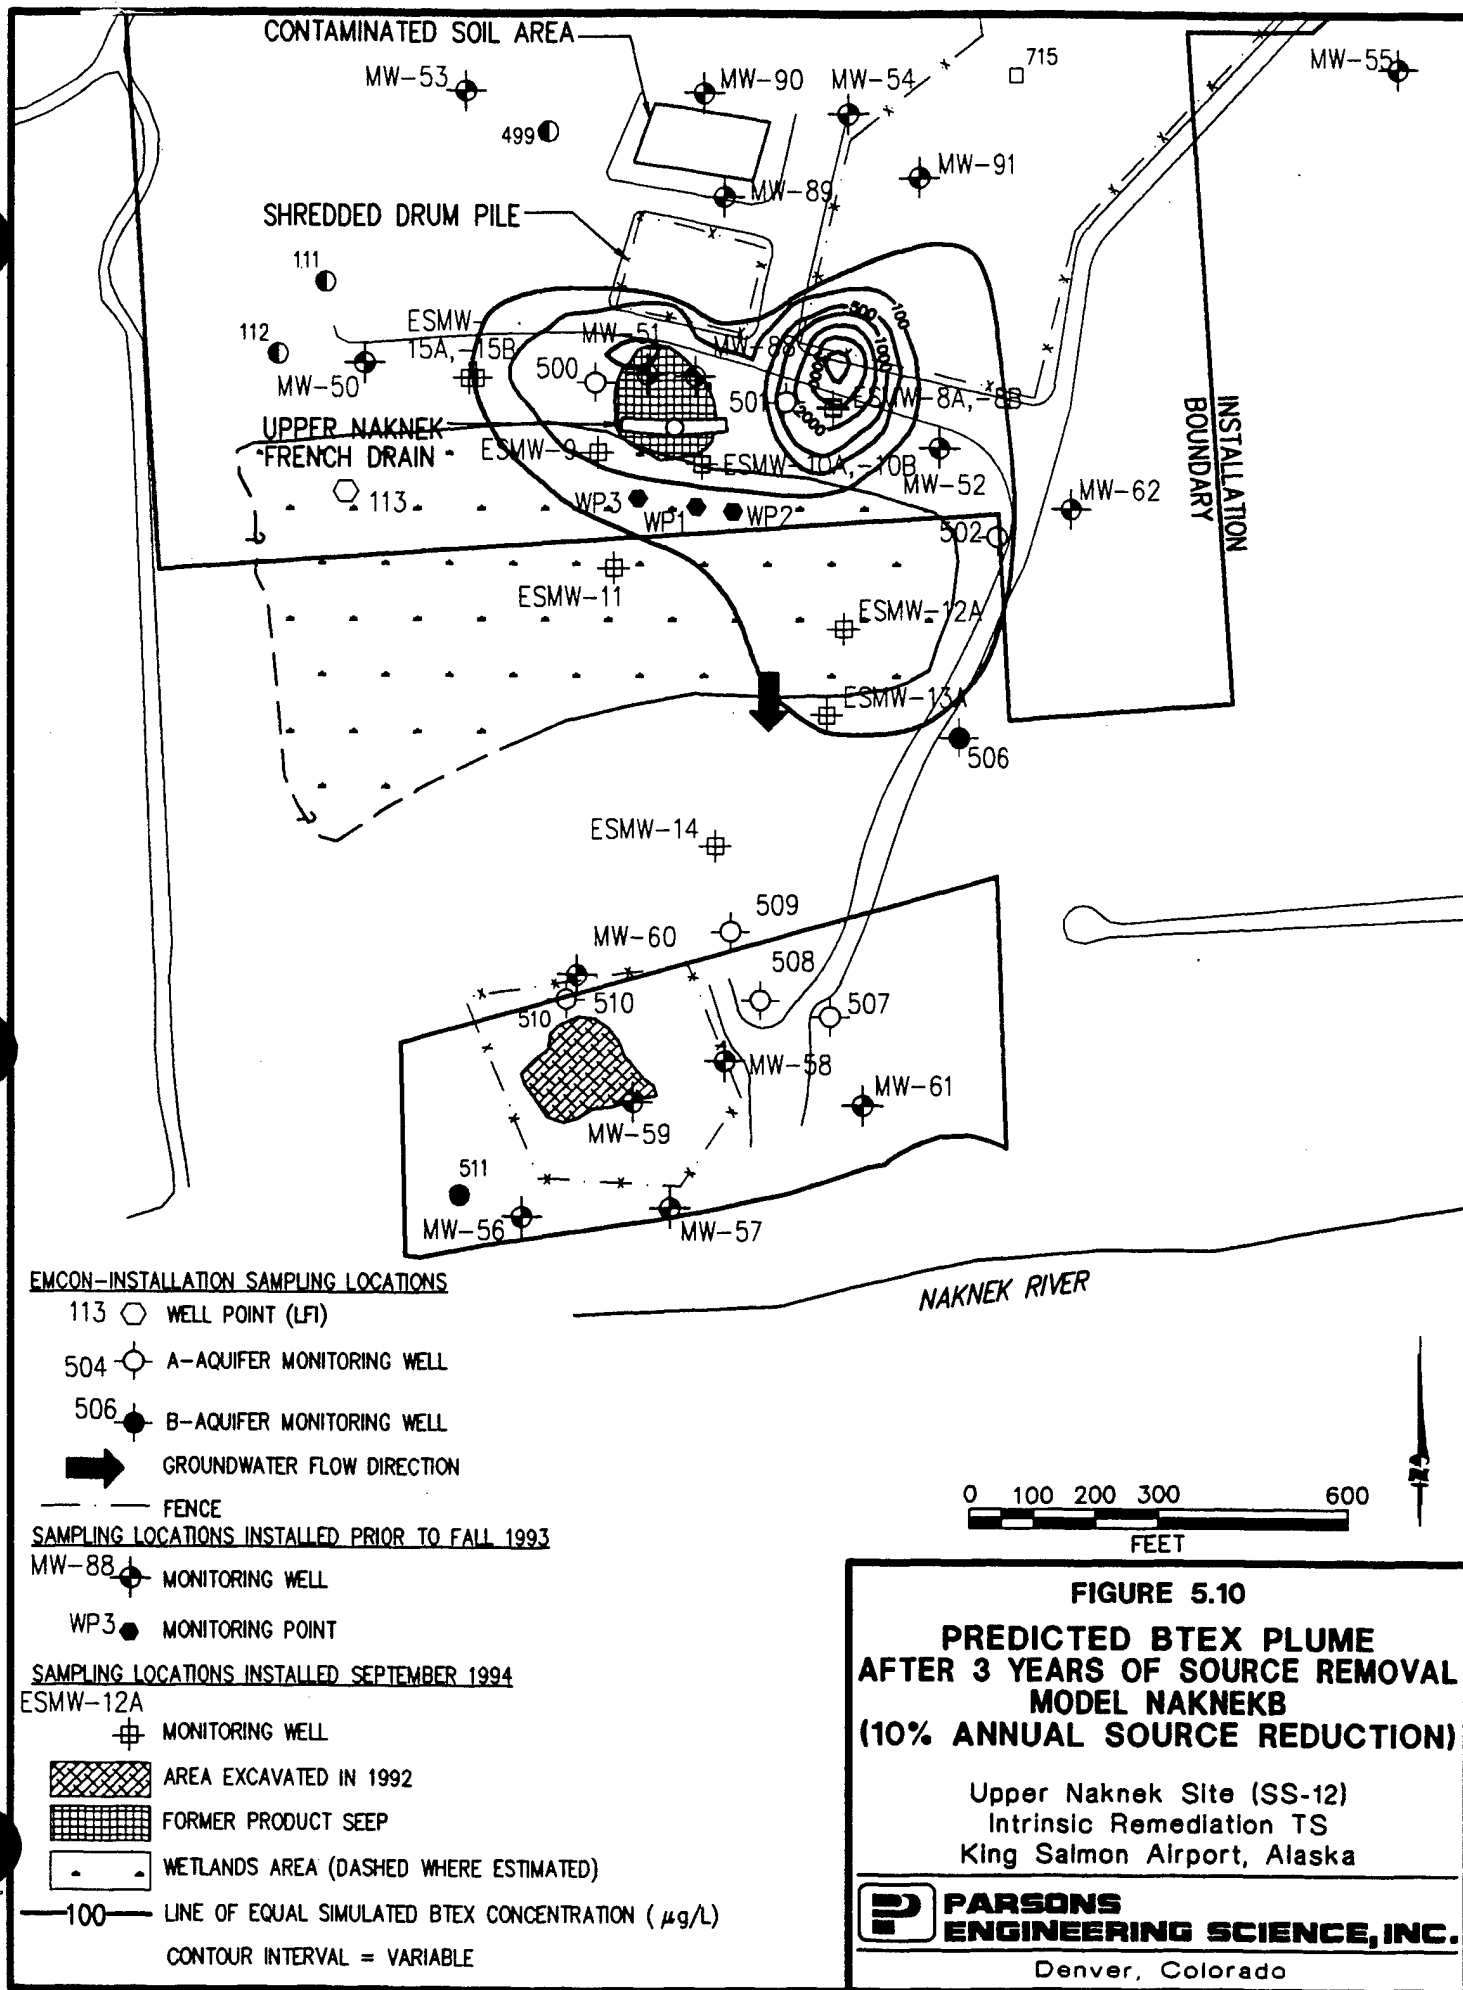 CONTAMINATED SOIL AREA
MW-53
MW-90
MW-54
715
MW-55
499
MW-91
MW-89
SHREDDED DRUM PILE
111
112
ESMW-
15A,-15B
MW-51
MW-88
500
100
500
1000
2000
501
ESMW-8A,-8B
MW-50
UPPER NAKNEK
FRENCH DRAIN
ESMW-9
ESMW-10A,-10B
MW-52
INSTALLATION
BOUNDARY
113
WP3
WP1
WP2
MW-62
502
ESMW-11
ESMW-12A
ESMW-13A
506
ESMW-14
509
MW-60
508
510
510
507
MW-58
MW-61
MW-59
511
MW-56
MW-57
NAKNEK RIVER
EMCON-INSTALLATION SAMPLING LOCATIONS
113 WELL POINT (LFI)
504 A-AQUIFER MONITORING WELL
506 B-AQUIFER MONITORING WELL
GROUNDWATER FLOW DIRECTION
FENCE
SAMPLING LOCATIONS INSTALLED PRIOR TO FALL 1993
MW-88 MONITORING WELL
WP3 MONITORING POINT
SAMPLING LOCATIONS INSTALLED SEPTEMBER 1994
ESMW-12A
MONITORING WELL
AREA EXCAVATED IN 1992
FORMER PRODUCT SEEP
WETLANDS AREA (DASHED WHERE ESTIMATED)
100 LINE OF EQUAL SIMULATED BTEX CONCENTRATION (µg/L)
CONTOUR INTERVAL = VARIABLE
0 100 200 300 600
FEET
FIGURE 5.10
PREDICTED BTEX PLUME
AFTER 3 YEARS OF SOURCE REMOVAL
MODEL NAKNEKB
(10% ANNUAL SOURCE REDUCTION)
Upper Naknek Site (SS-12)
Intrinsic Remediation TS
King Salmon Airport, Alaska
PARSONS
ENGINEERING SCIENCE, INC.
Denver, Colorado